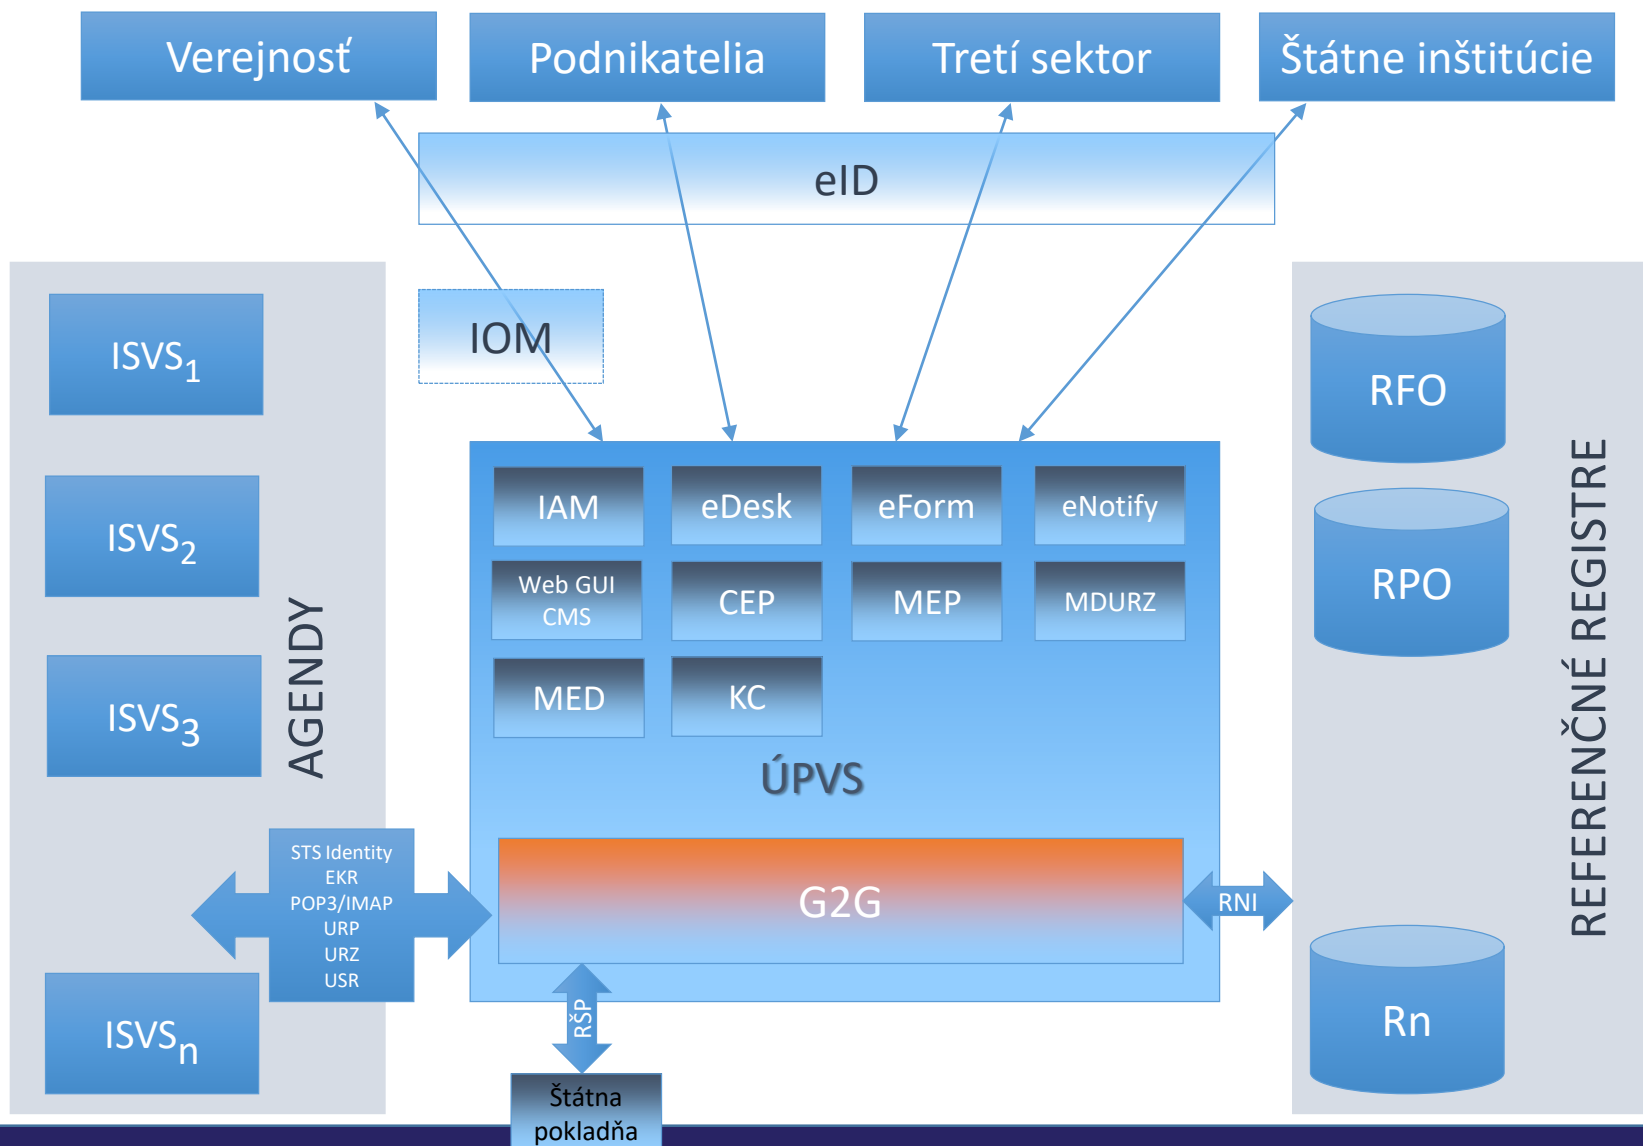 Verejnosť
Podnikatelia
Tretí sektor
Štátne inštitúcie
eID
IOM
ISVS1
ISVS2
ISVS3
ISVSn
AGENDY
STS Identity
EKR
POP3/IMAP
URP
URZ
USR
IAM
eDesk
eForm
eNotify
Web GUI
CMS
CEP
MEP
MDURZ
MED
KC
ÚPVS
G2G
RŠP
Štátna
pokladňa
RNI
RFO
RPO
Rn
REFERENČNÉ REGISTRE